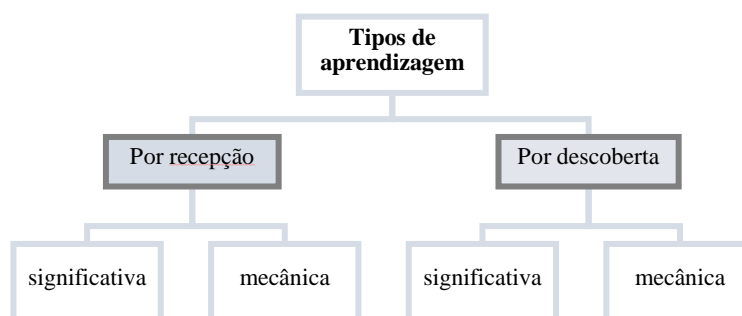 Tipos de
aprendizagem
Por recepção
Por descoberta
significativa
mecânica
significativa
mecânica